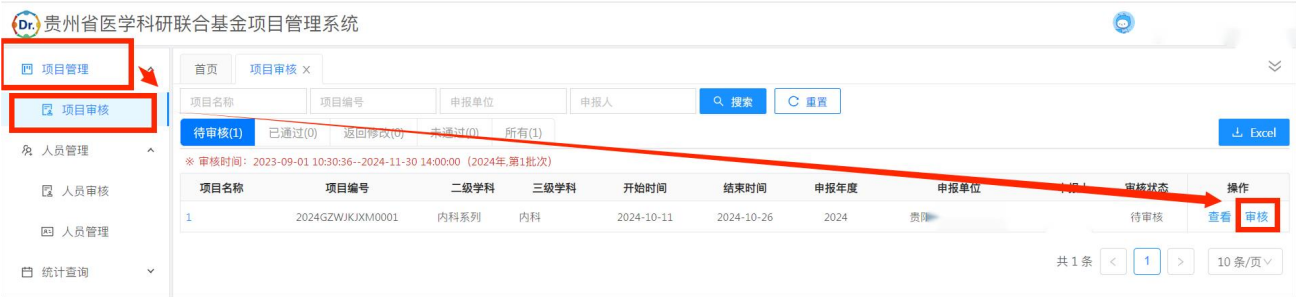 Dr. 贵州省医学科研联合基金项目管理系统
项目管理
项目审核
人员管理
人员审核
人员管理
统计查询
首页 项目审核 X
项目名称 项目编号 申报单位 申报人 搜索 重置
待审核(1) 已通过(0) 返回修改(0) 未通过(0) 所有(1) Excel
※ 审核时间：2023-09-01 10:30:36--2024-11-30 14:00:00（2024年,第1批次）
项目名称 项目编号 二级学科 三级学科 开始时间 结束时间 申报年度 申报单位 申报人 审核状态 操作
1 2024GZWJKJXM0001 内科系列 内科 2024-10-11 2024-10-26 2024 贵阳 待审核 查看 审核
共 1 条 < 1 > 10 条/页